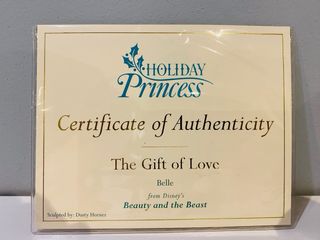 HOLIDAY
Princess
Certificate of Authenticity
The Gift of Love
Belle
from Disney's
Beauty and the Beast
Sculpted by: Dusty Horner